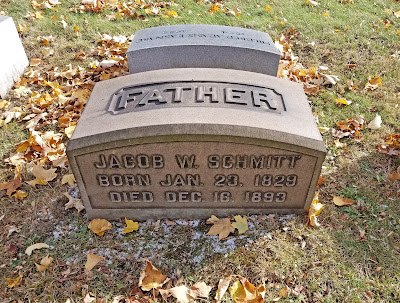 FATHER
JACOB W. SCHMITT
BORN JAN. 23, 1829
DIED DEC. 16, 1893